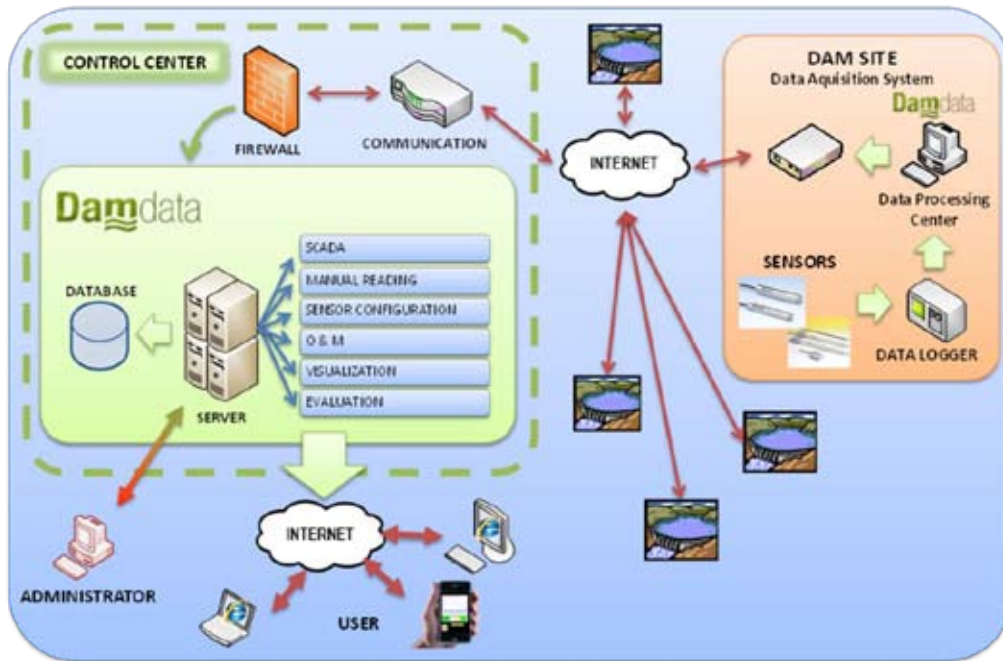 CONTROL CENTER
FIREWALL
COMMUNICATION
INTERNET
DAM SITE
Data Aquisition System
Damdata
Data Processing
Center
SENSORS
DATA LOGGER
Damdata
DATABASE
SERVER
SCADA
MANUAL READING
SENSOR CONFIGURATION
O & M
VISUALIZATION
EVALUATION
ADMINISTRATOR
INTERNET
USER